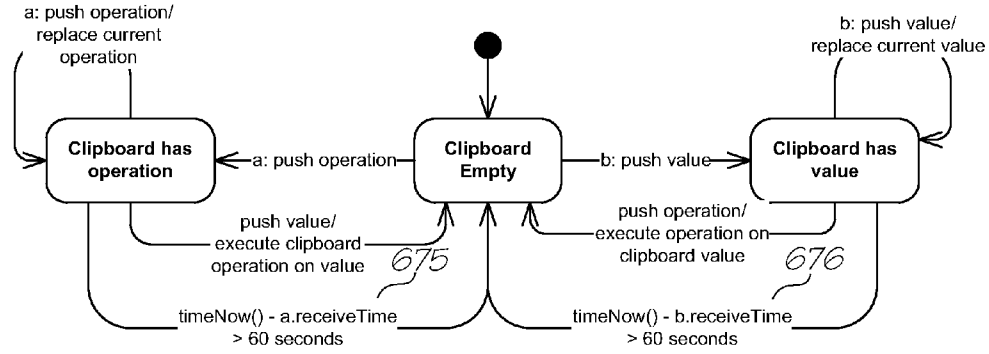 a: push operation/
replace current
operation
b: push value/
replace current value
Clipboard has
operation
a: push operation
Clipboard
Empty
b: push value
Clipboard has
value
push value/
execute clipboard
operation on value
675
push operation/
execute operation on
clipboard value
676
timeNow() - a.receiveTime
> 60 seconds
timeNow() - b.receiveTime
> 60 seconds